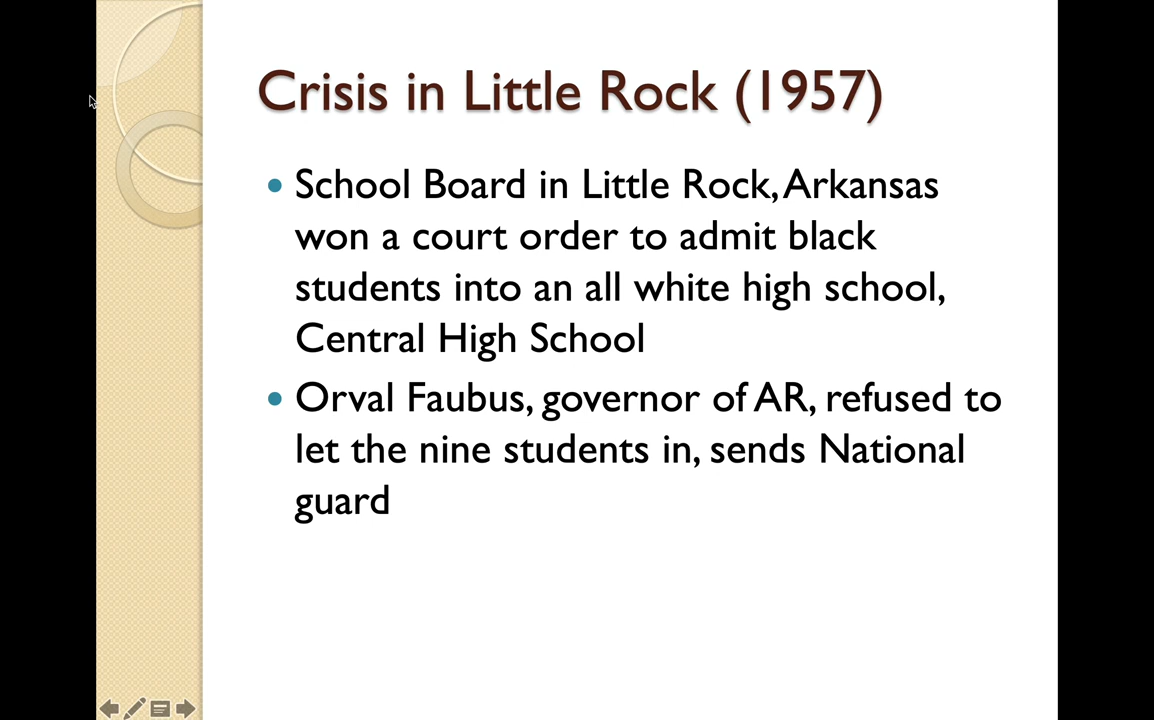 Crisis in Little Rock (1957)
School Board in Little Rock, Arkansas
won a court order to admit black
students into an all white high school,
Central High School
Orval Faubus, governor of AR, refused to
let the nine students in, sends National
guard